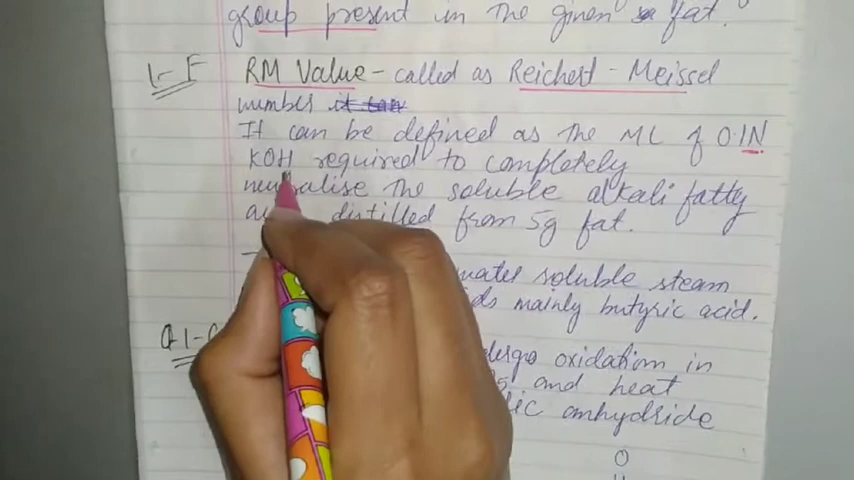 group present in the given fat.
1-F RM Value - called as Reichert - Meissel
number
It can be defined as the ML of 0.1N
KOH required to completely
neutralise the soluble alkali fatty
distilled from 5g fat.
soluble steam
mainly butyric acid.
oxidation in
and heat
anhydride
O